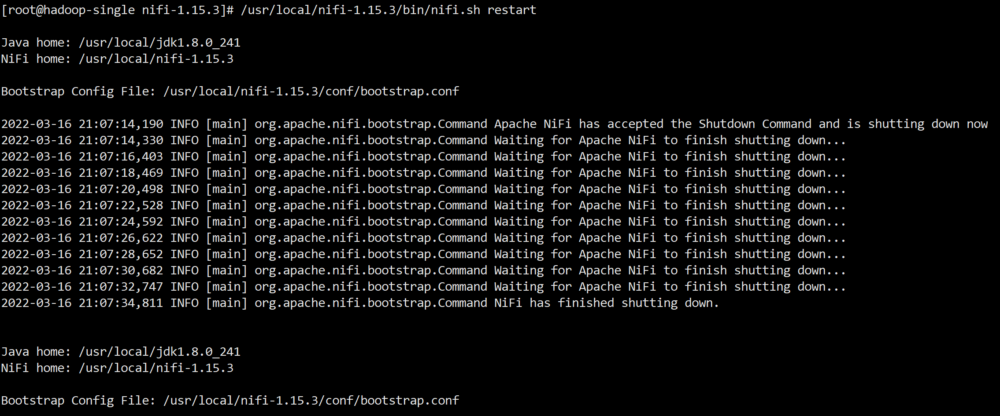 [root@hadoop-single nifi-1.15.3]# /usr/local/nifi-1.15.3/bin/nifi.sh restart
Java home: /usr/local/jdk1.8.0_241
NiFi home: /usr/local/nifi-1.15.3
Bootstrap Config File: /usr/local/nifi-1.15.3/conf/bootstrap.conf
2022-03-16 21:07:14,190 INFO [main] org.apache.nifi.bootstrap.Command Apache NiFi has accepted the Shutdown Command and is shutting down now
2022-03-16 21:07:14,330 INFO [main] org.apache.nifi.bootstrap.Command Waiting for Apache NiFi to finish shutting down...
2022-03-16 21:07:16,403 INFO [main] org.apache.nifi.bootstrap.Command Waiting for Apache NiFi to finish shutting down...
2022-03-16 21:07:18,469 INFO [main] org.apache.nifi.bootstrap.Command Waiting for Apache NiFi to finish shutting down...
2022-03-16 21:07:20,498 INFO [main] org.apache.nifi.bootstrap.Command Waiting for Apache NiFi to finish shutting down...
2022-03-16 21:07:22,528 INFO [main] org.apache.nifi.bootstrap.Command Waiting for Apache NiFi to finish shutting down...
2022-03-16 21:07:24,592 INFO [main] org.apache.nifi.bootstrap.Command Waiting for Apache NiFi to finish shutting down...
2022-03-16 21:07:26,622 INFO [main] org.apache.nifi.bootstrap.Command Waiting for Apache NiFi to finish shutting down...
2022-03-16 21:07:28,652 INFO [main] org.apache.nifi.bootstrap.Command Waiting for Apache NiFi to finish shutting down...
2022-03-16 21:07:30,682 INFO [main] org.apache.nifi.bootstrap.Command Waiting for Apache NiFi to finish shutting down...
2022-03-16 21:07:32,747 INFO [main] org.apache.nifi.bootstrap.Command Waiting for Apache NiFi to finish shutting down...
2022-03-16 21:07:34,811 INFO [main] org.apache.nifi.bootstrap.Command NiFi has finished shutting down.
Java home: /usr/local/jdk1.8.0_241
NiFi home: /usr/local/nifi-1.15.3
Bootstrap Config File: /usr/local/nifi-1.15.3/conf/bootstrap.conf